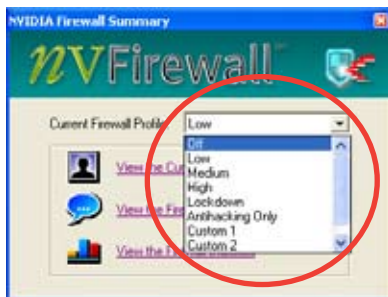 NVIDIA Firewall Summary
nVFirewall
Current Firewall Profile: Low
Off
Low
Medium
High
Lockdown
Antihacking Only
Custom 1
Custom 2
View the Cu
View the Fire
View the F